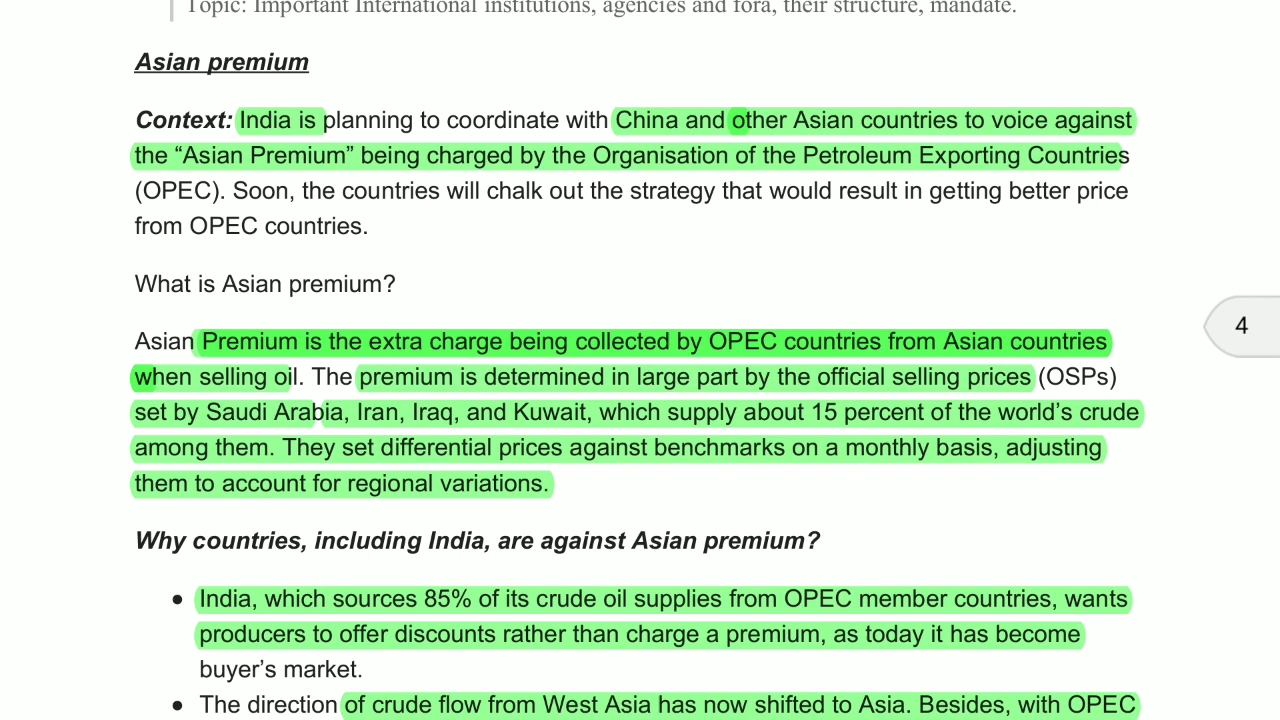 Topic: Important International institutions, agencies and fora, their structure, mandate.
Asian premium
Context: India is planning to coordinate with China and other Asian countries to voice against
the “Asian Premium” being charged by the Organisation of the Petroleum Exporting Countries
(OPEC). Soon, the countries will chalk out the strategy that would result in getting better price
from OPEC countries.
What is Asian premium?
Asian Premium is the extra charge being collected by OPEC countries from Asian countries
when selling oil. The premium is determined in large part by the official selling prices (OSPs)
set by Saudi Arabia, Iran, Iraq, and Kuwait, which supply about 15 percent of the world’s crude
among them. They set differential prices against benchmarks on a monthly basis, adjusting
them to account for regional variations.
4
Why countries, including India, are against Asian premium?
● India, which sources 85% of its crude oil supplies from OPEC member countries, wants
producers to offer discounts rather than charge a premium, as today it has become
buyer’s market.
● The direction of crude flow from West Asia has now shifted to Asia. Besides, with OPEC